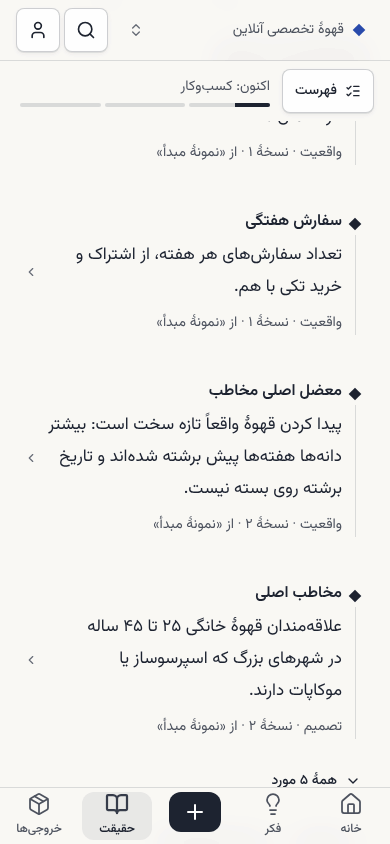 قهوهٔ تخصصی آنلاین
فهرست
اکنون: کسب‌وکار
واقعیت · نسخهٔ ۱ · از «نمونهٔ مبدأ»
سفارش هفتگی
تعداد سفارش‌های هر هفته، از اشتراک و
خرید تکی با هم.
واقعیت · نسخهٔ ۱ · از «نمونهٔ مبدأ»
معضل اصلی مخاطب
پیدا کردن قهوهٔ واقعاً تازه سخت است: بیشتر
دانه‌ها هفته‌ها پیش برشته شده‌اند و تاریخ
برشته روی بسته نیست.
واقعیت · نسخهٔ ۲ · از «نمونهٔ مبدأ»
مخاطب اصلی
علاقه‌مندان قهوهٔ خانگی ۲۵ تا ۴۵ ساله
در شهرهای بزرگ که اسپرسوساز یا
موکاپات دارند.
تصمیم · نسخهٔ ۲ · از «نمونهٔ مبدأ»
همهٔ ۵ مورد
خانه
فکر
حقیقت
خروجی‌ها